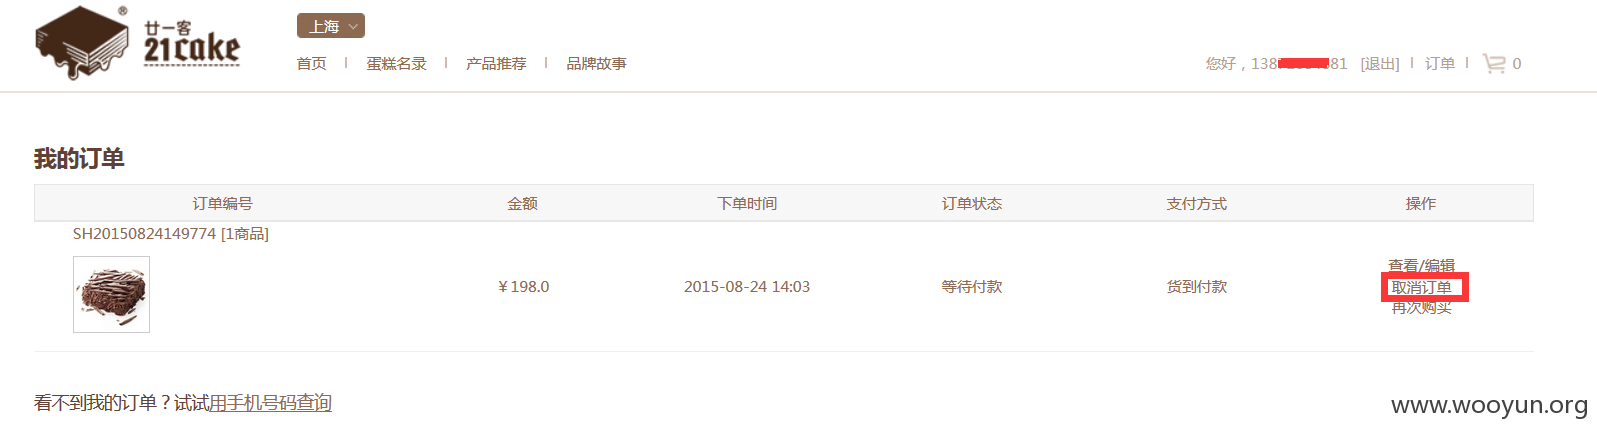 廿一客
21cake
®
上海
首页 | 蛋糕名录 | 产品推荐 | 品牌故事
您好，138 81 [退出] | 订单 | 0
我的订单
订单编号 金额 下单时间 订单状态 支付方式 操作
SH20150824149774 [1商品]
¥198.0 2015-08-24 14:03 等待付款 货到付款
查看/编辑
取消订单
再次购买
看不到我的订单？试试用手机号码查询
www.wooyun.org